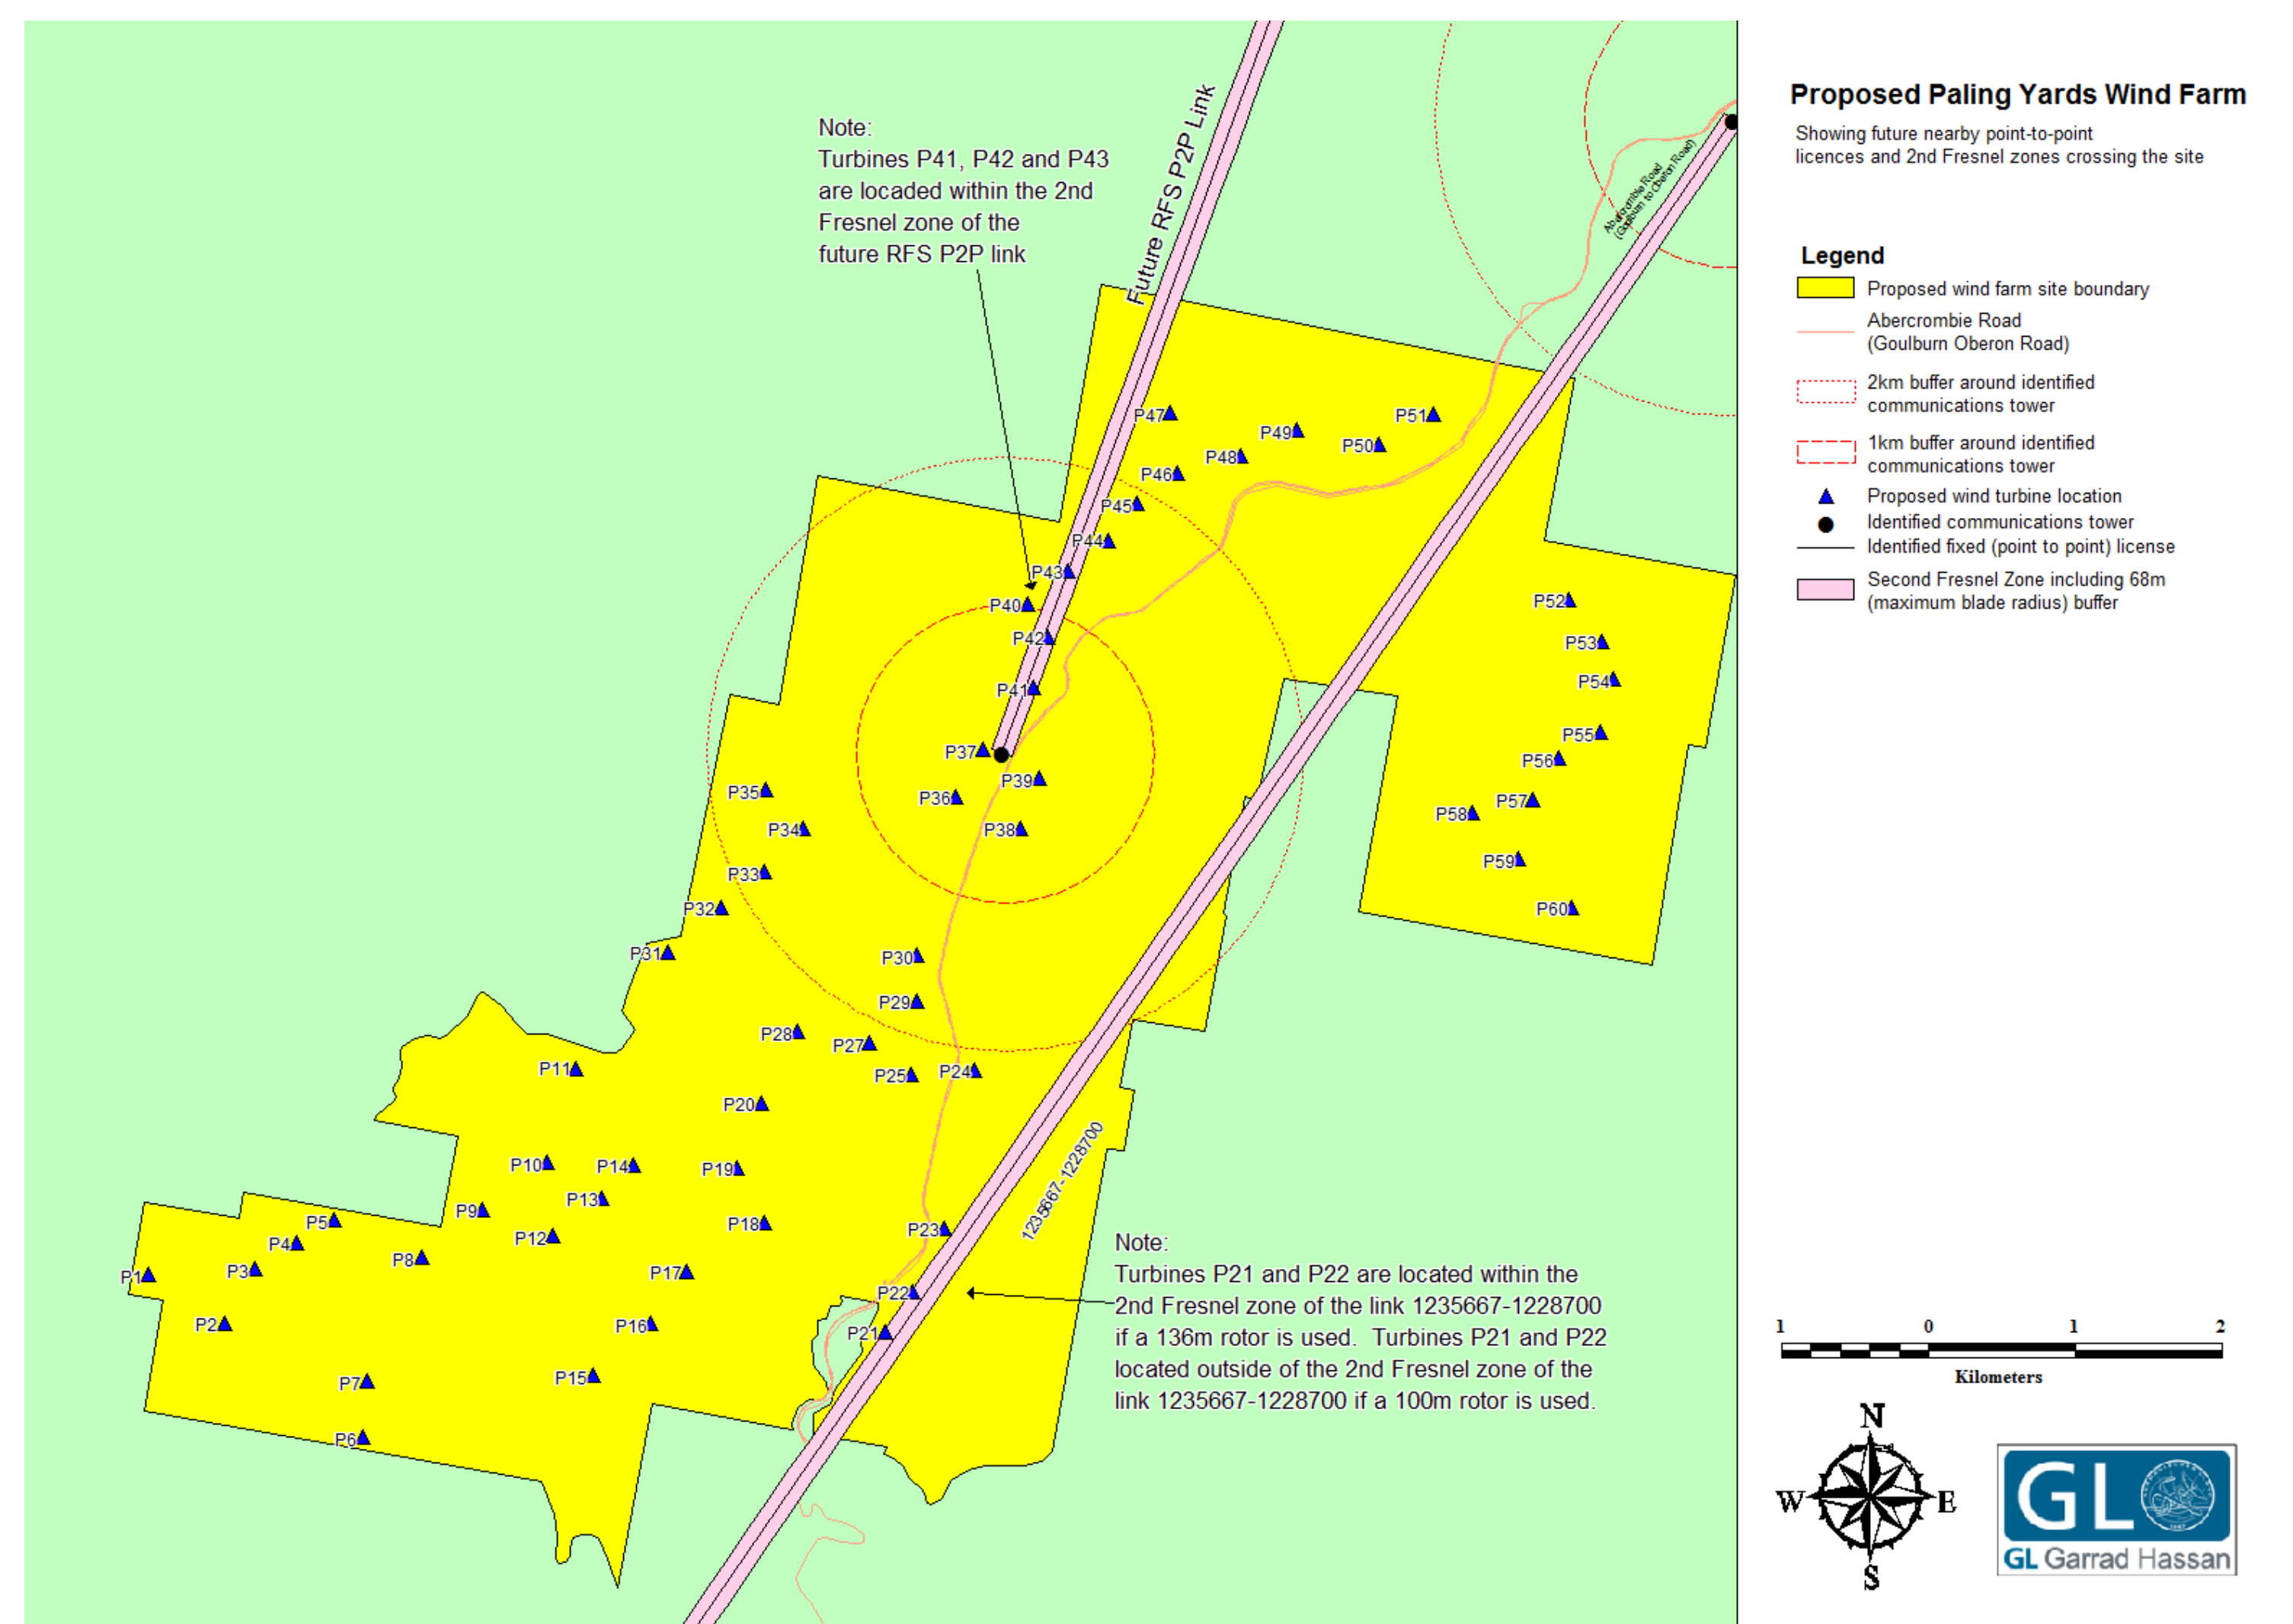 Proposed Paling Yards Wind Farm
Showing future nearby point-to-point
licences and 2nd Fresnel zones crossing the site
Legend
Proposed wind farm site boundary
Abercrombie Road
(Goulburn Oberon Road)
2km buffer around identified
communications tower
1km buffer around identified
communications tower
Proposed wind turbine location
Identified communications tower
Identified fixed (point to point) license
Second Fresnel Zone including 68m
(maximum blade radius) buffer
Note:
Turbines P41, P42 and P43
are locaded within the 2nd
Fresnel zone of the
future RFS P2P link
Future RFS P2P Link
Abercrombie Road
(Goulburn to Oberon Road)
P47
P51
P49
P50
P48
P46
P45
P44
P43
P40
P42
P41
P52
P53
P54
P55
P56
P57
P58
P59
P60
P37
P39
P36
P38
P35
P34
P33
P32
P31
P30
P29
P28
P27
P25
P24
P11
P20
P10
P14
P19
P13
P9
P12
P18
P23
P5
P4
P8
P3
P1
P17
P22
P2
P16
P21
P7
P15
P6
1235667-1228700
Note:
Turbines P21 and P22 are located within the
2nd Fresnel zone of the link 1235667-1228700
if a 136m rotor is used. Turbines P21 and P22
located outside of the 2nd Fresnel zone of the
link 1235667-1228700 if a 100m rotor is used.
1 0 1 2
Kilometers
N
W E
S
GL
GL Garrad Hassan